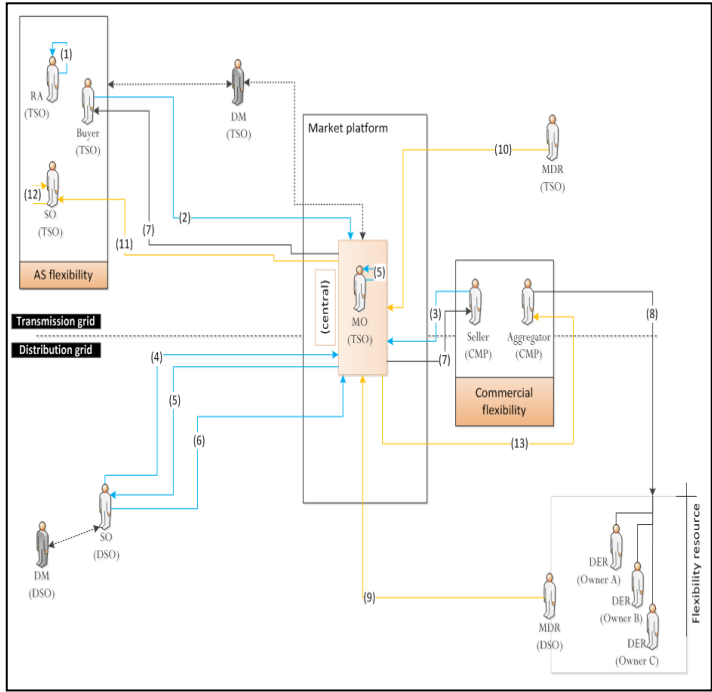 (1)
RA
(TSO)
Buyer
(TSO)
DM
(TSO)
Market platform
(10)
MDR
(TSO)
(12)
SO
(TSO)
(2)
(7)
(11)
AS flexibility
(central)
(5)
MO
(TSO)
(3)
Seller
(CMP)
Aggregator
(CMP)
(8)
Transmission grid
Distribution grid
(4)
(7)
(5)
Commercial
flexibility
(6)
(13)
SO
(DSO)
DM
(DSO)
(9)
MDR
(DSO)
DER
(Owner A)
DER
(Owner B)
DER
(Owner C)
Flexibility resource